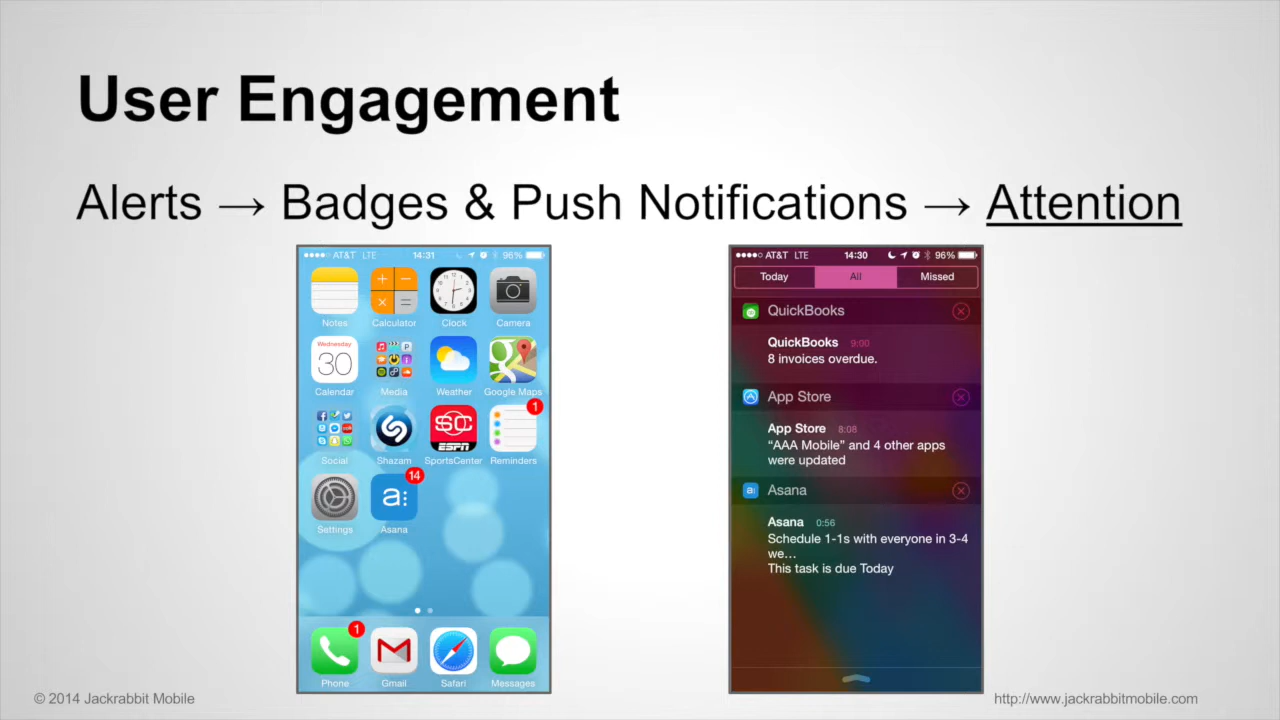 User Engagement
Alerts → Badges & Push Notifications → Attention
AT&T LTE 14:31 96%
Notes Calculator Clock Camera
Wednesday
30
Calendar Media Weather Google Maps
SC
ESPN
1
Social Shazam SportsCenter Reminders
14
a:
Settings Asana
1
Phone Gmail Safari Messages
AT&T LTE 14:30 96%
Today All Missed
QuickBooks
QuickBooks 9:00
8 invoices overdue.
App Store
App Store 8:08
“AAA Mobile” and 4 other apps
were updated
a: Asana
Asana 0:56
Schedule 1-1s with everyone in 3-4
we…
This task is due Today
© 2014 Jackrabbit Mobile
http://www.jackrabbitmobile.com